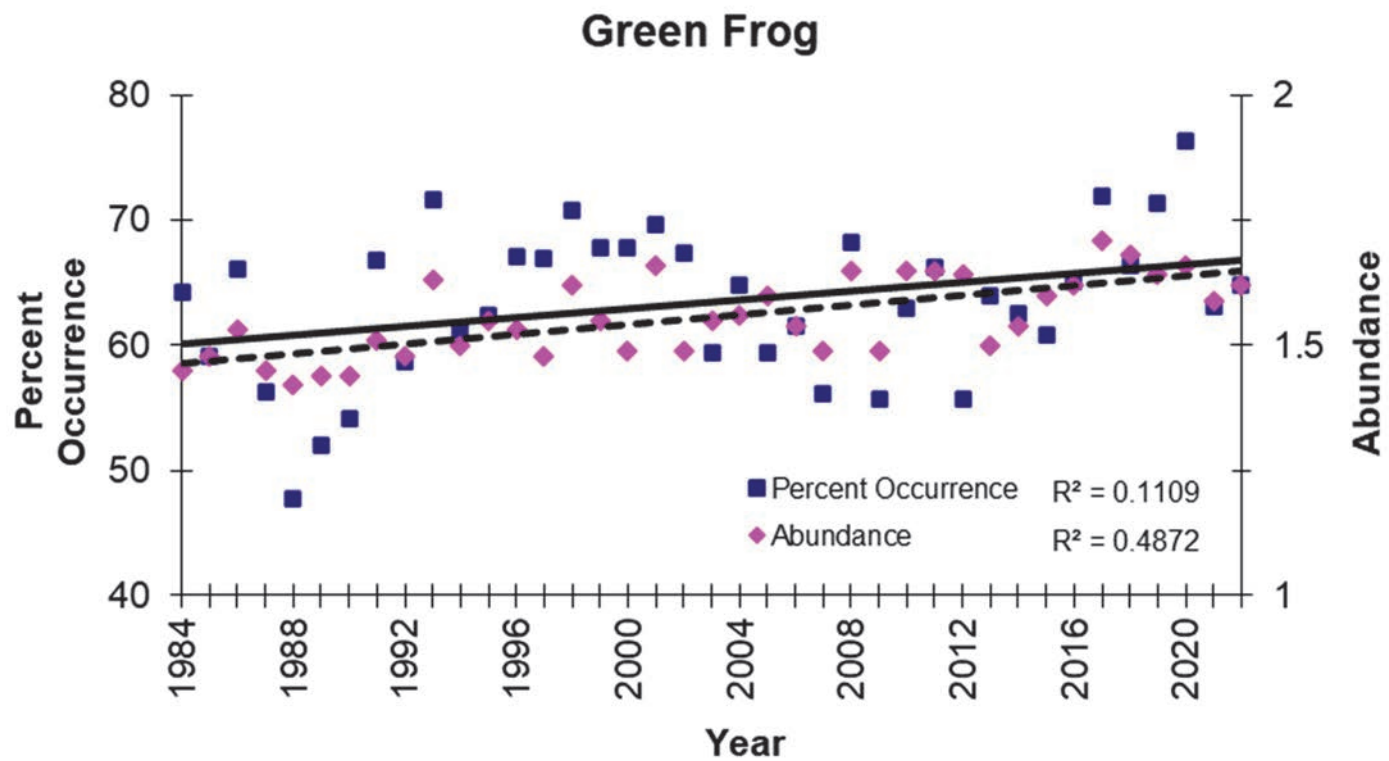 Green Frog
80
70
60
50
40
Percent
Occurrence
2
1.5
1
Abundance
Percent Occurrence R² = 0.1109
Abundance R² = 0.4872
1984
1988
1992
1996
2000
2004
2008
2012
2016
2020
Year